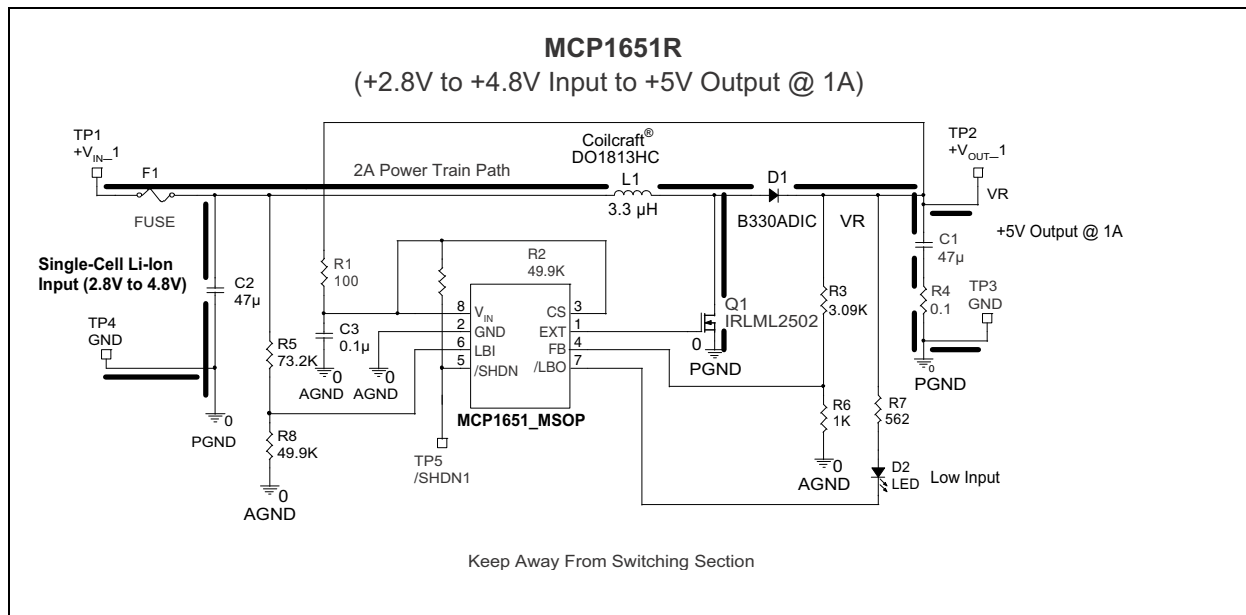 MCP1651R
(+2.8V to +4.8V Input to +5V Output @ 1A)
TP1
+VIN_1
F1
FUSE
2A Power Train Path
Coilcraft®
DO1813HC
L1
3.3 µH
D1
B330ADIC
VR
TP2
+VOUT_1
VR
+5V Output @ 1A
C1
47µ
R4
0.1
TP3
GND
0
PGND
Single-Cell Li-Ion
Input (2.8V to 4.8V)
C2
47µ
TP4
GND
0
PGND
R5
73.2K
R8
49.9K
0
AGND
R1
100
C3
0.1µ
0
AGND
0
AGND
R2
49.9K
8 VIN CS 3
2 GND EXT 1
6 LBI FB 4
5 /SHDN /LBO 7
MCP1651_MSOP
TP5
/SHDN1
Q1
IRLML2502
0
PGND
R3
3.09K
R6
1K
0
AGND
R7
562
D2
LED
Low Input
Keep Away From Switching Section